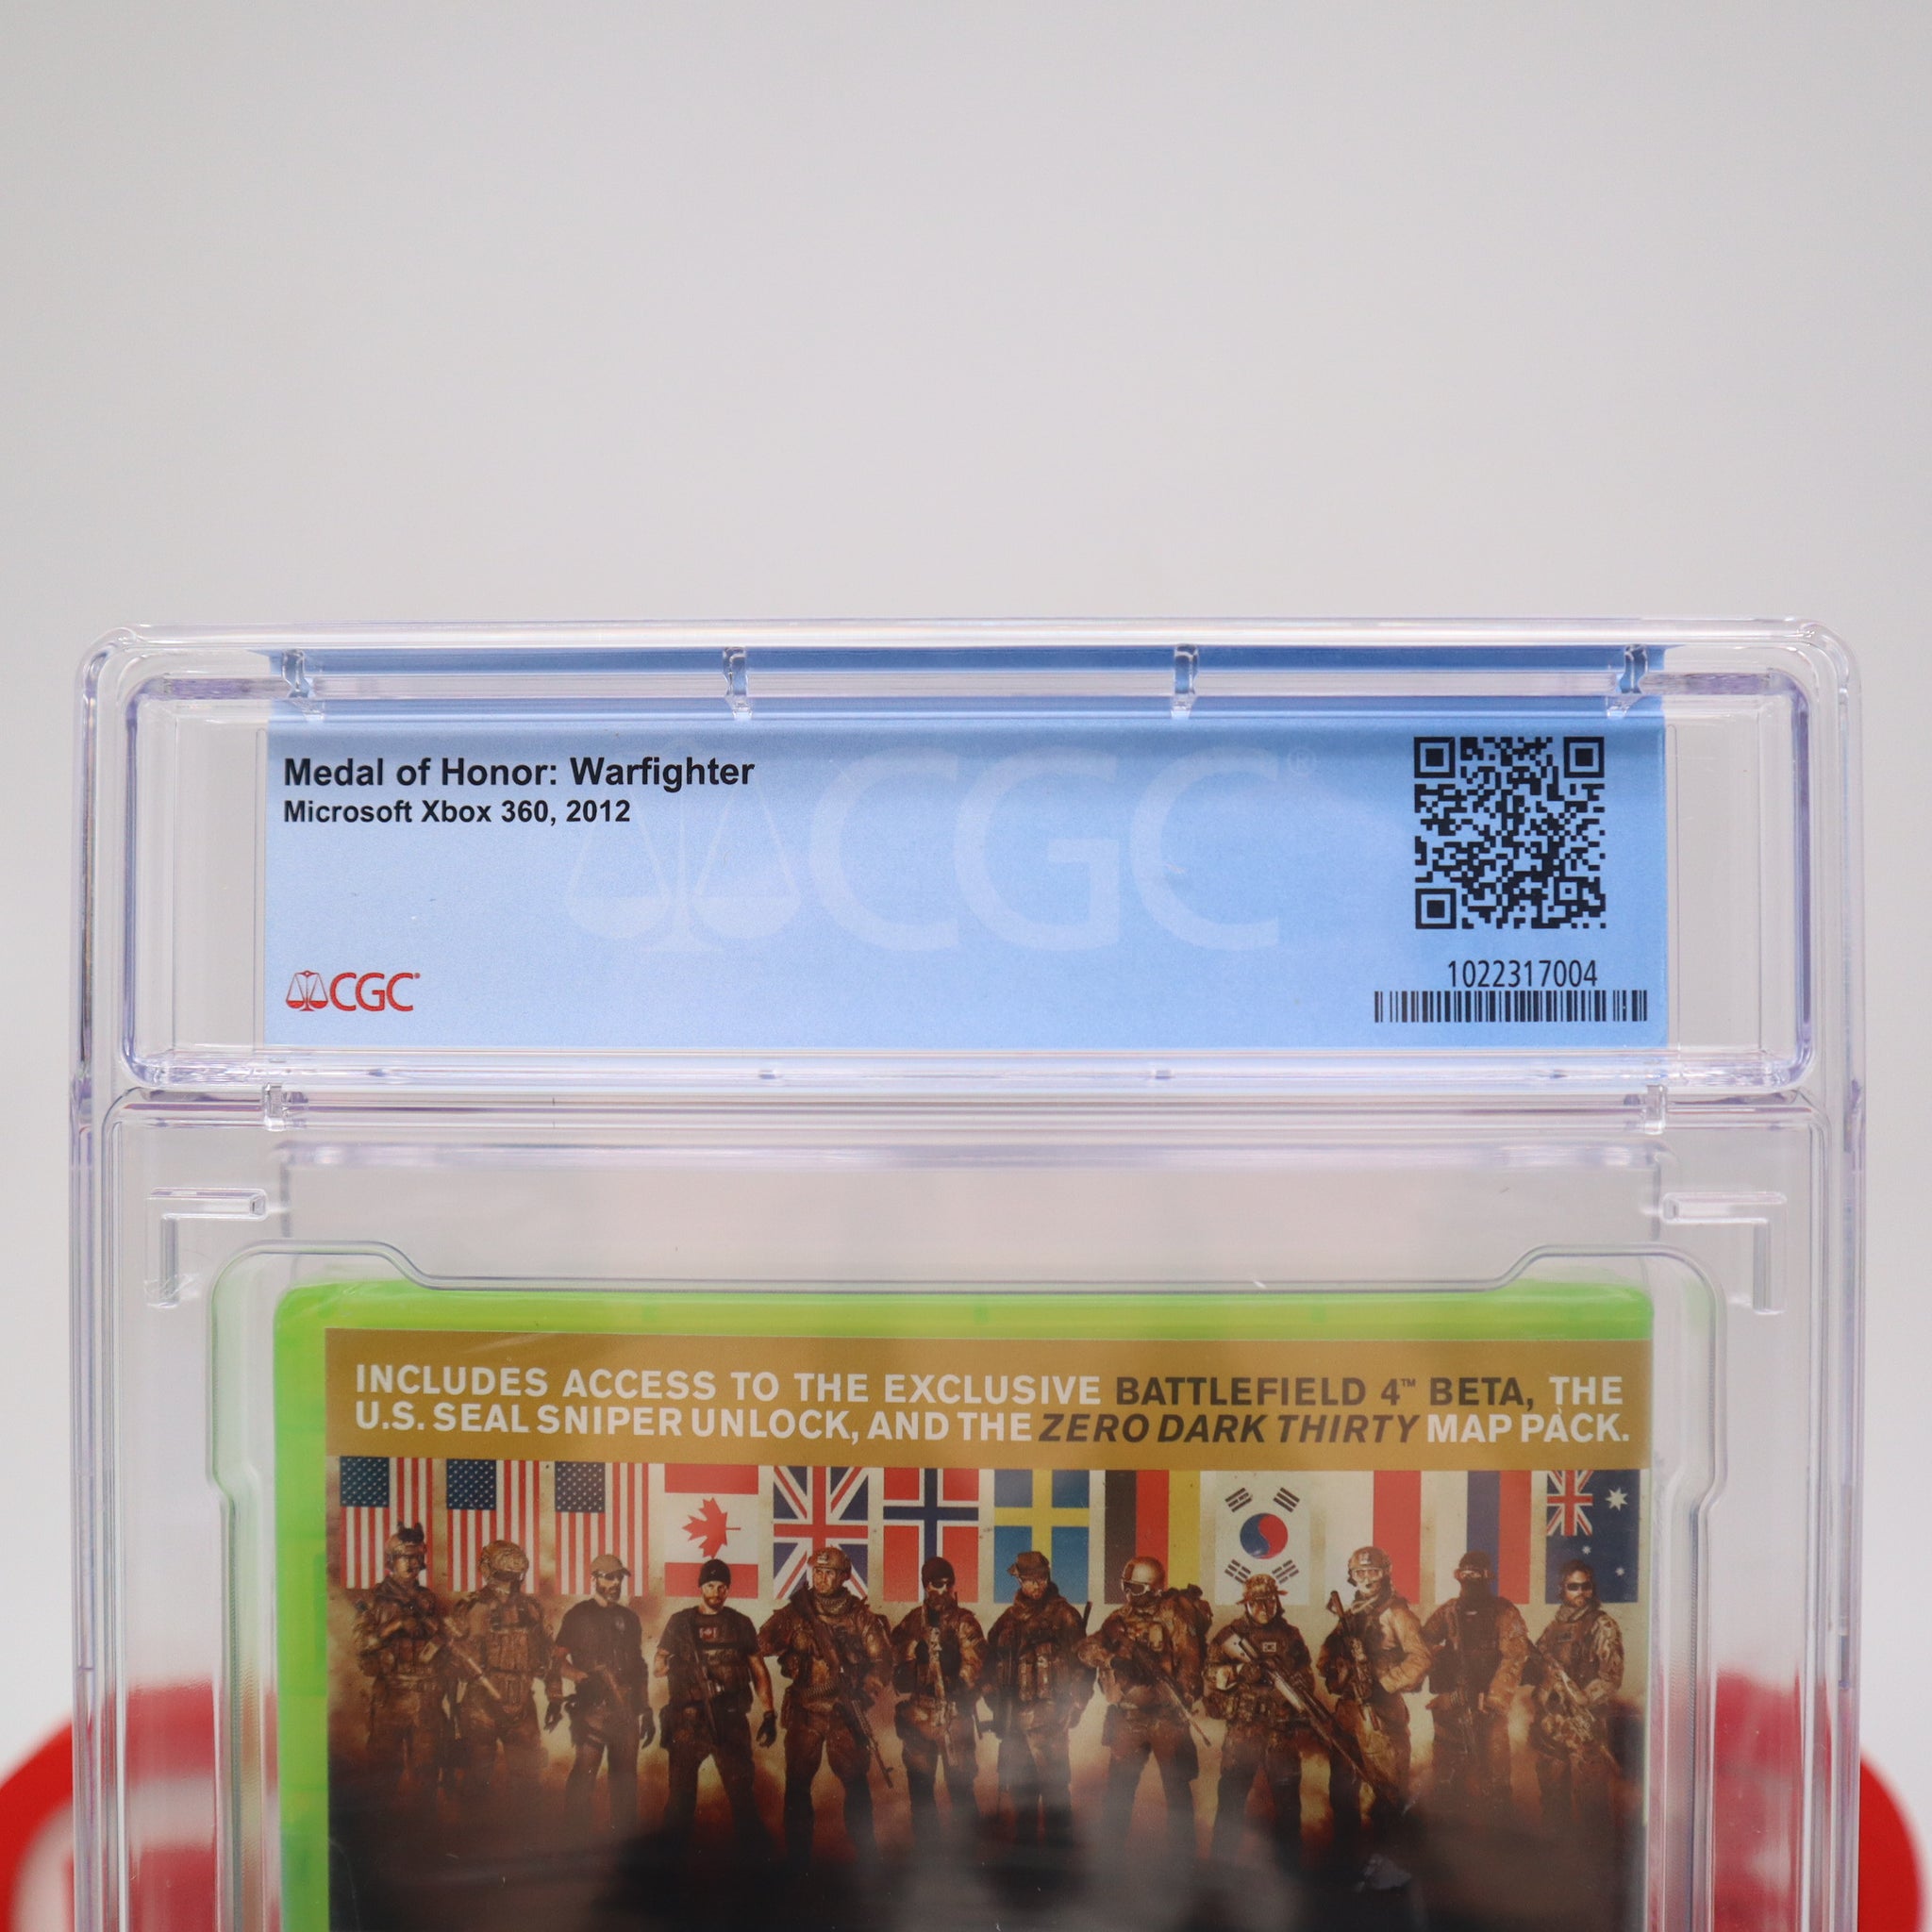 Medal of Honor: Warfighter
Microsoft Xbox 360, 2012
CGC®
CGC®
1022317004
INCLUDES ACCESS TO THE EXCLUSIVE BATTLEFIELD 4™ BETA, THE
U.S. SEAL SNIPER UNLOCK, AND THE ZERO DARK THIRTY MAP PACK.